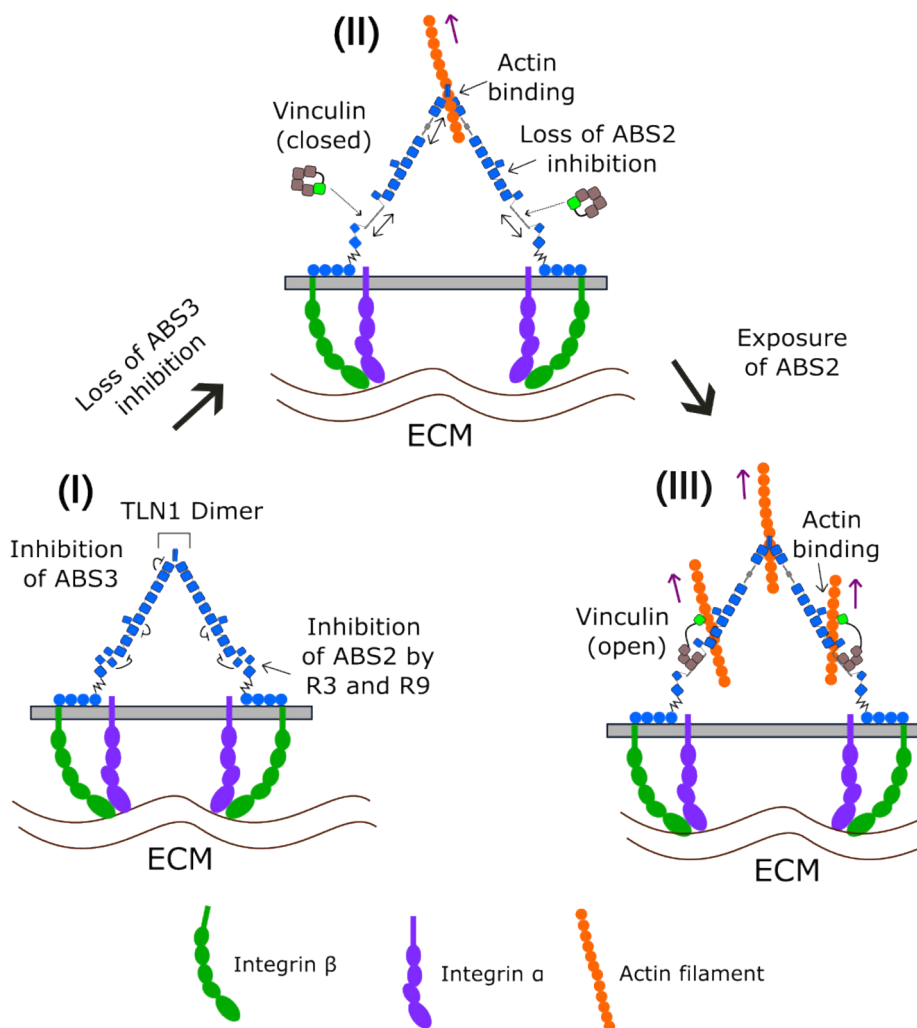 (II)
Actin
binding
Vinculin
(closed)
Loss of ABS2
inhibition
Loss of ABS3
inhibition
Exposure
of ABS2
ECM
(I)
TLN1 Dimer
Inhibition
of ABS3
Inhibition
of ABS2 by
R3 and R9
ECM
(III)
Actin
binding
Vinculin
(open)
ECM
Integrin β
Integrin α
Actin filament